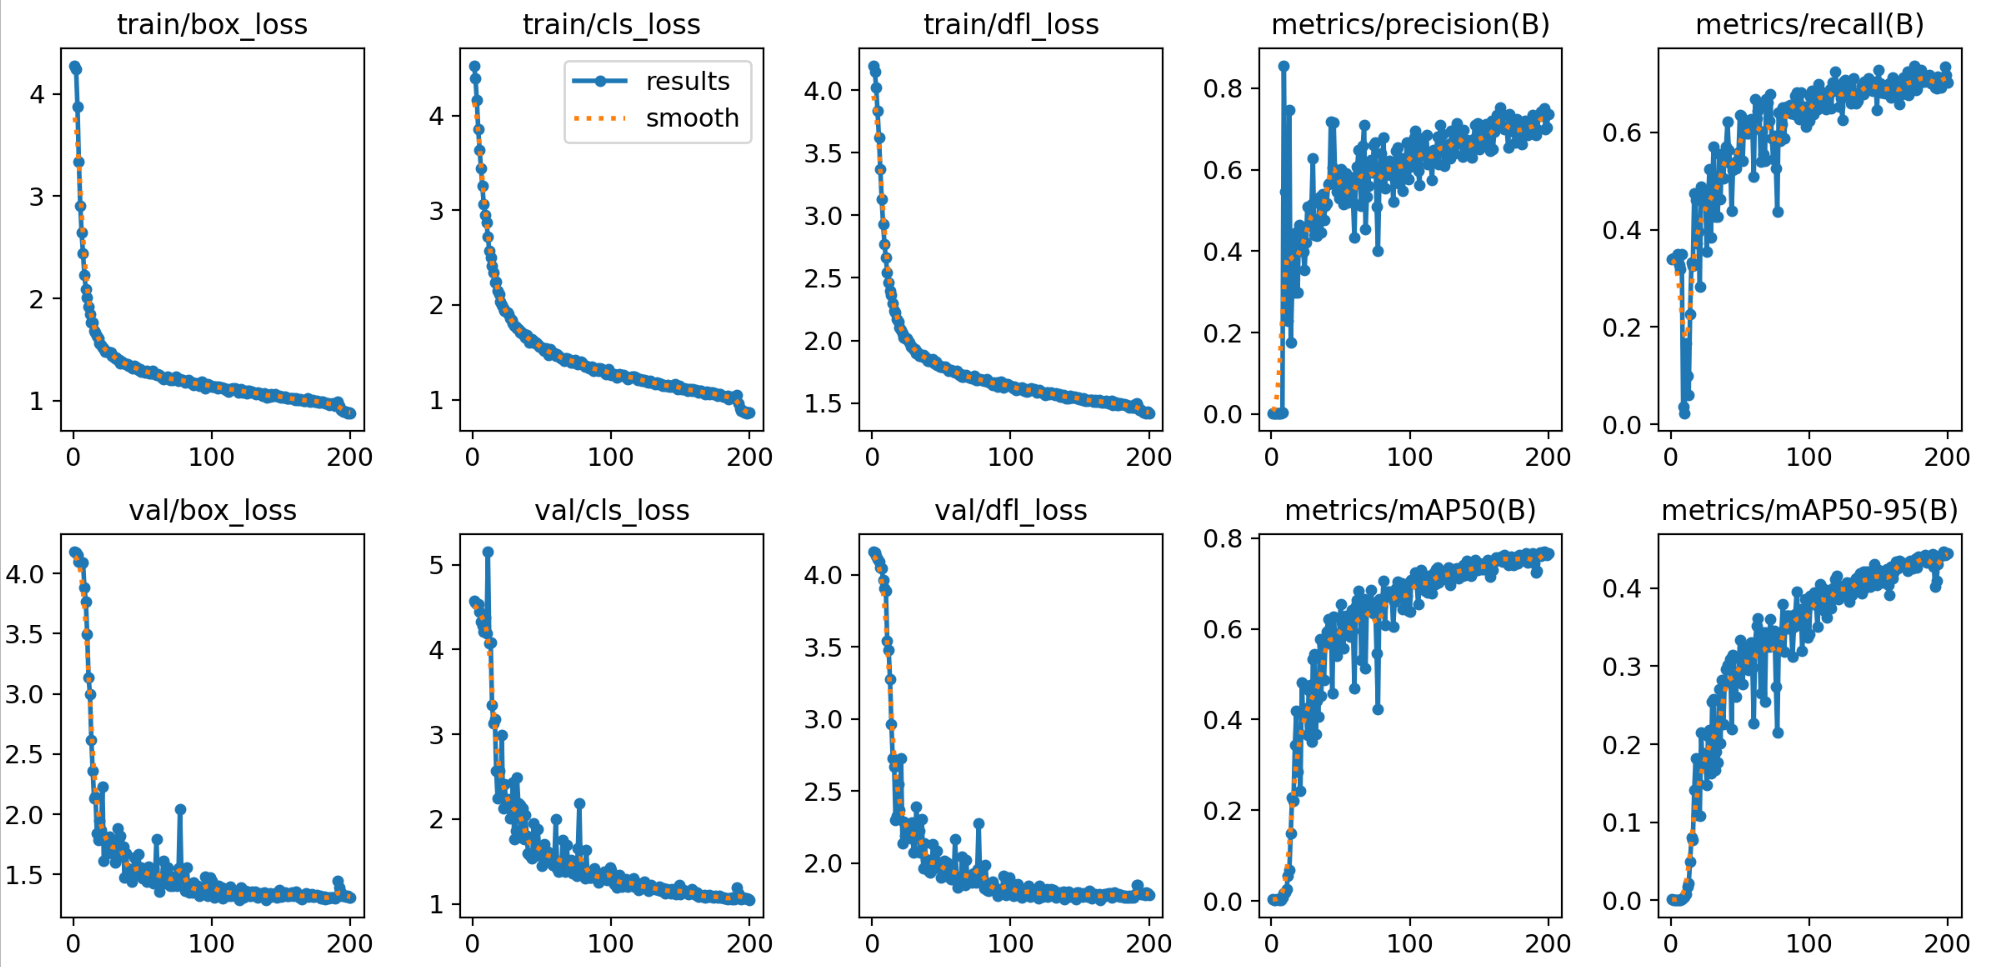 train/box_loss
train/cls_loss
train/dfl_loss
metrics/precision(B)
metrics/recall(B)
results
smooth
4
3
2
1
0 100 200
4
3
2
1
0 100 200
4.0
3.5
3.0
2.5
2.0
1.5
0 100 200
0.8
0.6
0.4
0.2
0.0
0 100 200
0.6
0.4
0.2
0.0
0 100 200
val/box_loss
val/cls_loss
val/dfl_loss
metrics/mAP50(B)
metrics/mAP50-95(B)
4.0
3.5
3.0
2.5
2.0
1.5
0 100 200
5
4
3
2
1
0 100 200
4.0
3.5
3.0
2.5
2.0
0 100 200
0.8
0.6
0.4
0.2
0.0
0 100 200
0.4
0.3
0.2
0.1
0.0
0 100 200